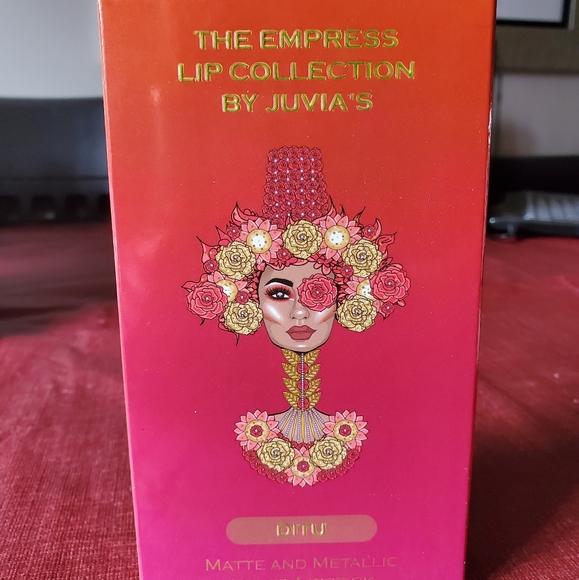 THE EMPRESS
LIP COLLECTION
BY JUVIA'S
DITU
MATTE AND METALLIC